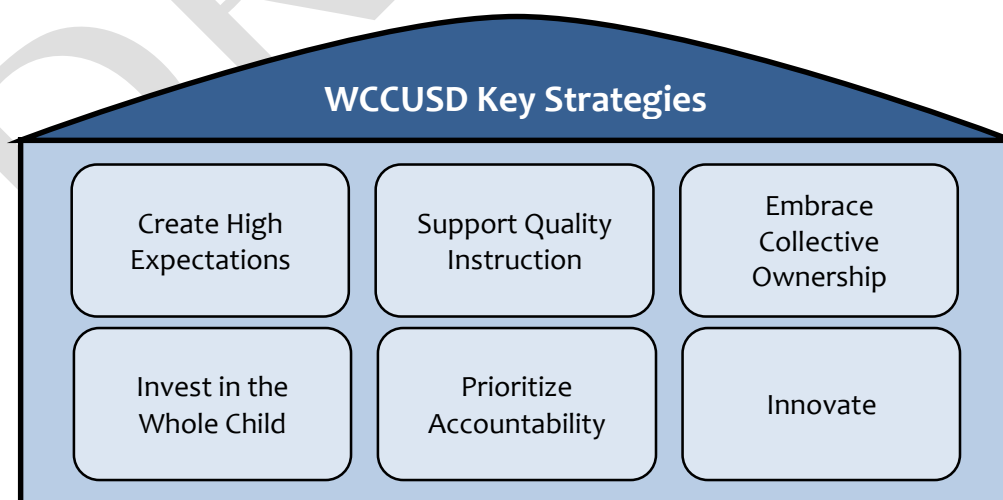 WCCUSD Key Strategies
Create High
Expectations
Support Quality
Instruction
Embrace
Collective
Ownership
Invest in the
Whole Child
Prioritize
Accountability
Innovate